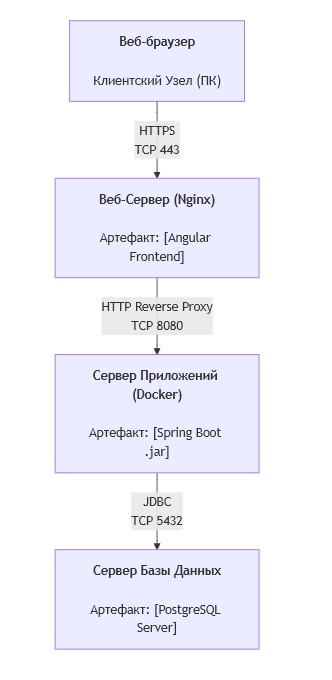 Веб-браузер
Клиентский Узел (ПК)
HTTPS
TCP 443
Веб-Сервер (Nginx)
Артефакт: [Angular
Frontend]
HTTP Reverse Proxy
TCP 8080
Сервер Приложений
(Docker)
Артефакт: [Spring Boot
.jar]
JDBC
TCP 5432
Сервер Базы Данных
Артефакт: [PostgreSQL
Server]